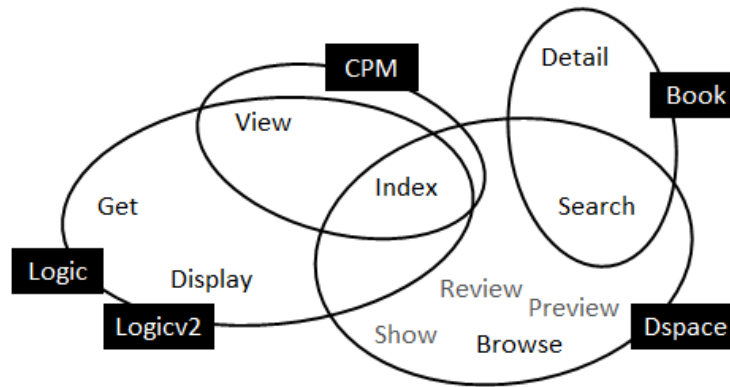 Detail
CPM
Book
View
Index
Get
Search
Logic
Display
Review
Preview
Logicv2
Show
Browse
Dspace